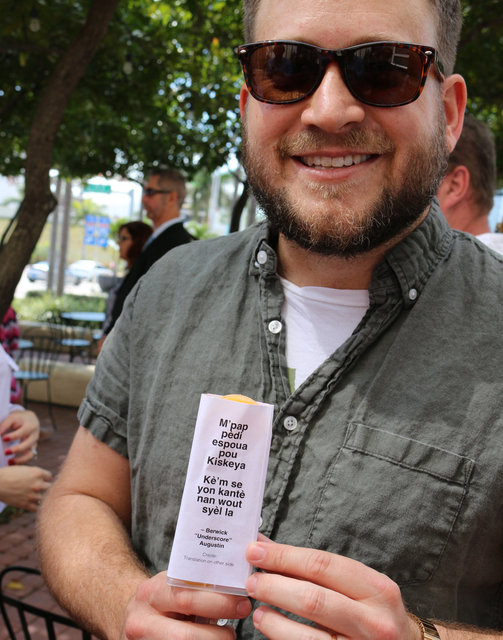 M'pap
pèdi
espoua
pou
Kiskeya
Kè'm se
yon kantè
nan wout
syèl la
– Berwick
"Underscore"
Augustin
Creole
Translation on other side